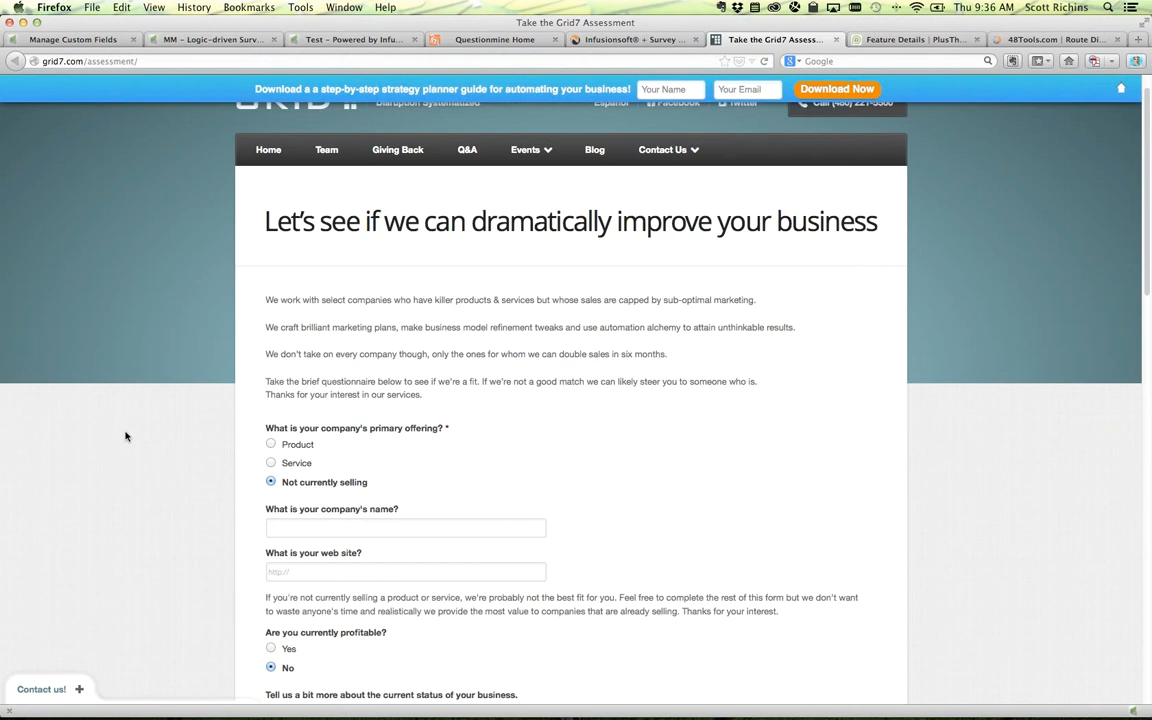 Firefox File Edit View History Bookmarks Tools Window Help Thu 9:36 AM Scott Richins
Take the Grid7 Assessment
Manage Custom Fields MM – Logic-driven Surv... Test – Powered by Infu... Questionmine Home Infusionsoft® + Survey ... Take the Grid7 Assess... Feature Details | PlusTh... 48Tools.com | Route Di...
grid7.com/assessment/ Google
Download a a step-by-step strategy planner guide for automating your business! Your Name Your Email Download Now
Disruption Systematized Español Facebook Twitter
Home Team Giving Back Q&A Events Blog Contact Us
Let's see if we can dramatically improve your business
We work with select companies who have killer products & services but whose sales are capped by sub-optimal marketing.
We craft brilliant marketing plans, make business model refinement tweaks and use automation alchemy to attain unthinkable results.
We don't take on every company though, only the ones for whom we can double sales in six months.
Take the brief questionnaire below to see if we're a fit. If we're not a good match we can likely steer you to someone who is.
Thanks for your interest in our services.
What is your company's primary offering? *
Product
Service
Not currently selling
What is your company's name?
What is your web site?
http://
If you're not currently selling a product or service, we're probably not the best fit for you. Feel free to complete the rest of this form but we don't want
to waste anyone's time and realistically we provide the most value to companies that are already selling. Thanks for your interest.
Are you currently profitable?
Yes
No
Tell us a bit more about the current status of your business.
Contact us! +